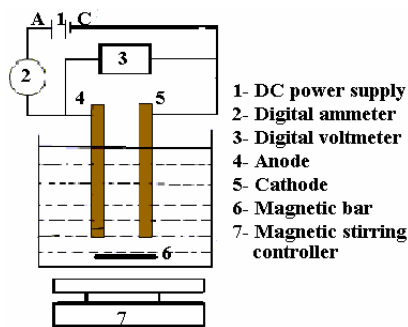 A 1 C
2
3
4 5
6
7
1- DC power supply
2- Digital ammeter
3- Digital voltmeter
4- Anode
5- Cathode
6- Magnetic bar
7- Magnetic stirring
controller